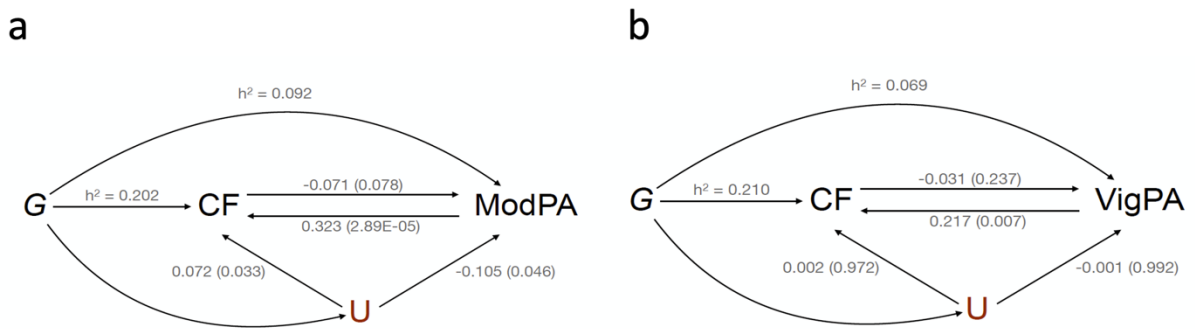 a
h² = 0.092
G
h² = 0.202
CF
-0.071 (0.078)
0.323 (2.89E-05)
ModPA
0.072 (0.033)
-0.105 (0.046)
U
b
h² = 0.069
G
h² = 0.210
CF
-0.031 (0.237)
0.217 (0.007)
VigPA
0.002 (0.972)
-0.001 (0.992)
U